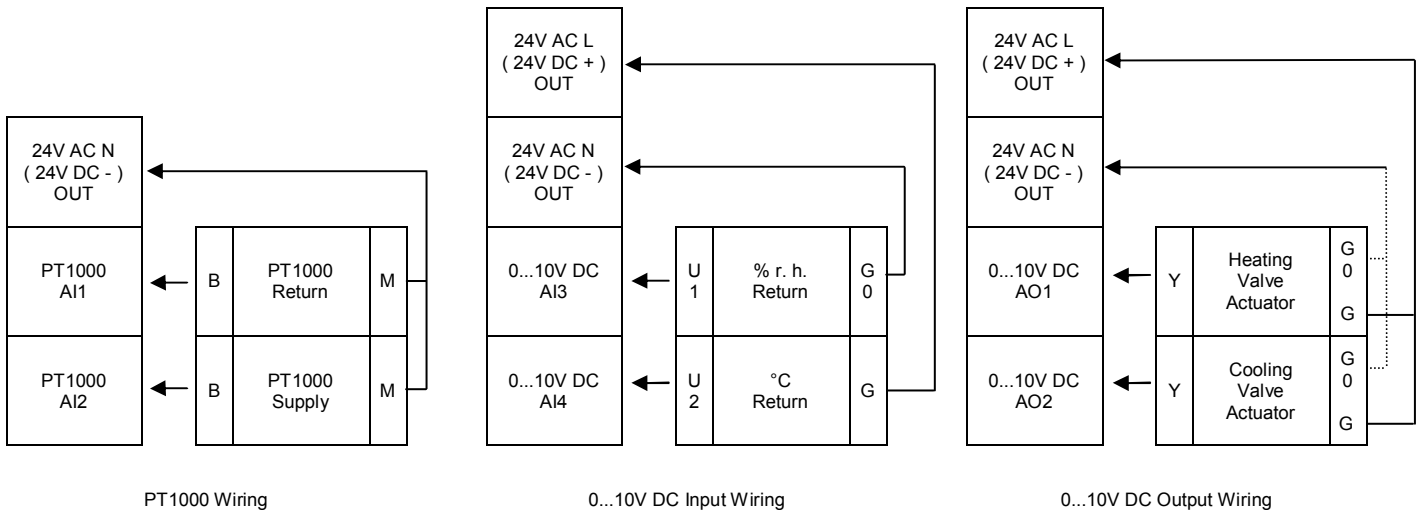 24V AC N
( 24V DC - )
OUT
PT1000
AI1
B
PT1000
Return
M
PT1000
AI2
B
PT1000
Supply
M
PT1000 Wiring
24V AC L
( 24V DC + )
OUT
24V AC N
( 24V DC - )
OUT
0...10V DC
AI3
U
1
% r. h.
Return
G
0
0...10V DC
AI4
U
2
°C
Return
G
0...10V DC Input Wiring
24V AC L
( 24V DC + )
OUT
24V AC N
( 24V DC - )
OUT
0...10V DC
AO1
Y
Heating
Valve
Actuator
G
0
G
0...10V DC
AO2
Y
Cooling
Valve
Actuator
G
0
G
0...10V DC Output Wiring